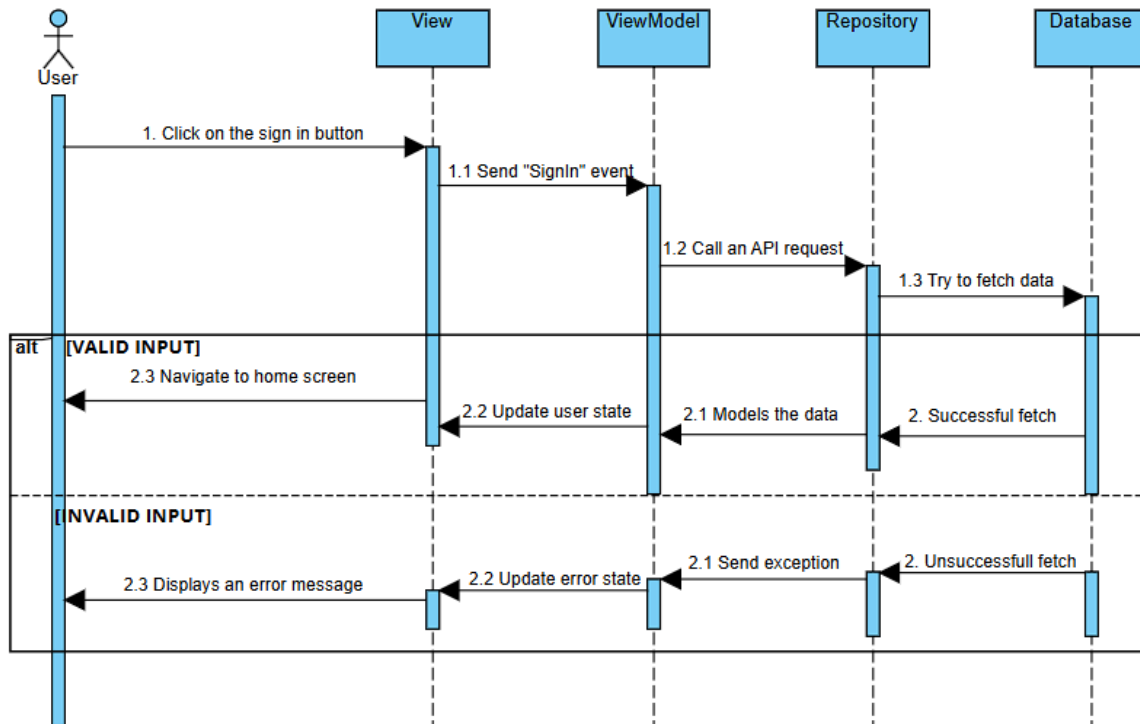 View
ViewModel
Repository
Database
User
1. Click on the sign in button
1.1 Send "SignIn" event
1.2 Call an API request
1.3 Try to fetch data
alt
[VALID INPUT]
2.3 Navigate to home screen
2.2 Update user state
2.1 Models the data
2. Successful fetch
[INVALID INPUT]
2.3 Displays an error message
2.2 Update error state
2.1 Send exception
2. Unsuccessfull fetch